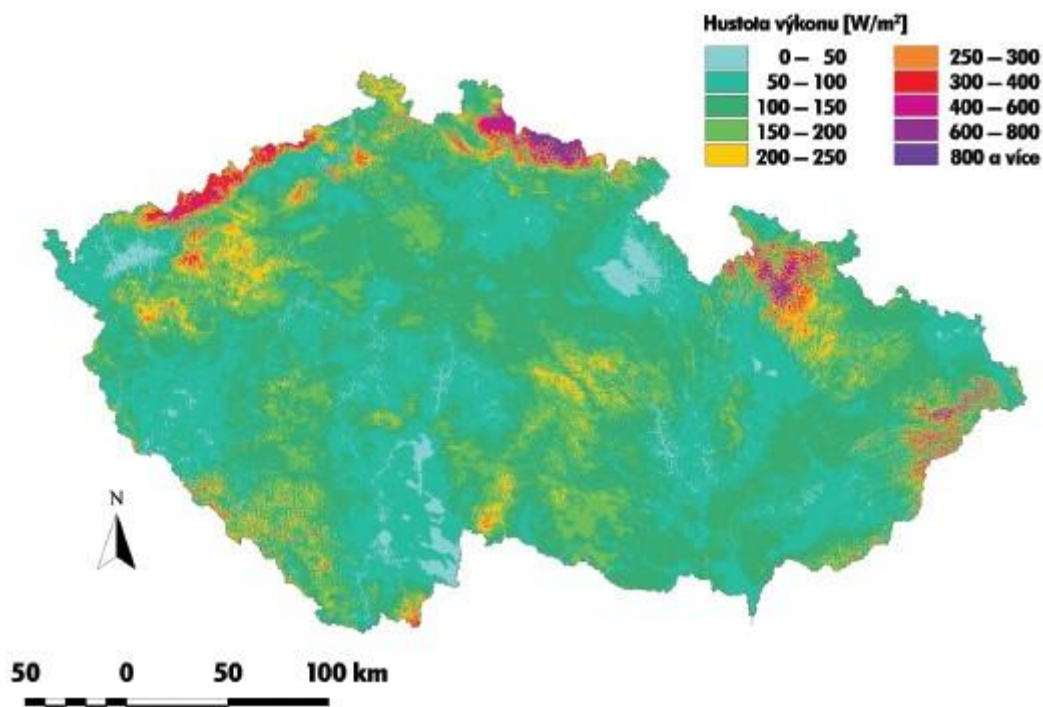 Hustota výkonu [W/m²]
0 – 50
50 – 100
100 – 150
150 – 200
200 – 250
250 – 300
300 – 400
400 – 600
600 – 800
800 a více
N
50 0 50 100 km